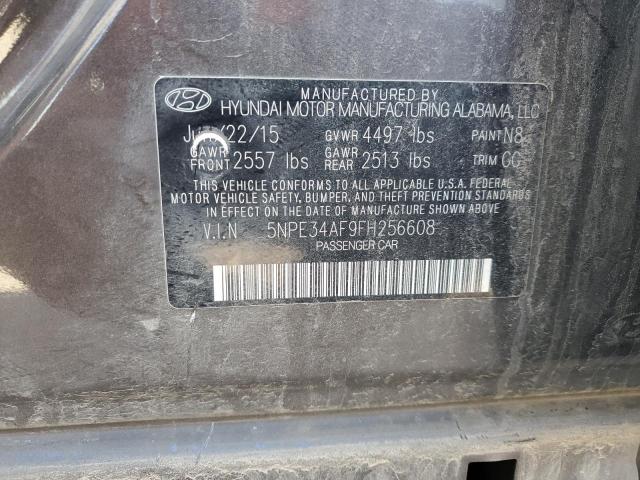 MANUFACTURED BY
HYUNDAI MOTOR MANUFACTURING ALABAMA, LLC
/22/15 GVWR 4497 lbs PAINT N8
GAWR FRONT 2557 lbs GAWR REAR 2513 lbs TRIM GG
THIS VEHICLE CONFORMS TO ALL APPLICABLE U.S.A. FEDERAL
MOTOR VEHICLE SAFETY, BUMPER, AND THEFT PREVENTION STANDARDS
IN EFFECT ON THE DATE OF MANUFACTURE SHOWN ABOVE.
V.I.N 5NPE34AF9FH256608
PASSENGER CAR